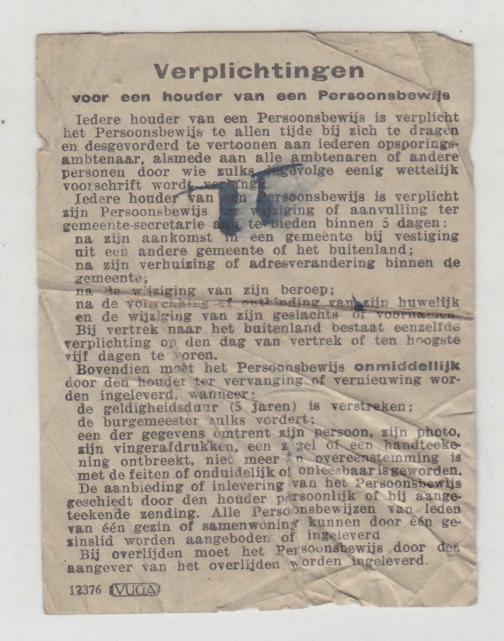 Verplichtingen
voor een houder van een Persoonsbewijs
Iedere houder van een Persoonsbewijs is verplicht
het Persoonsbewijs te allen tijde bij zich te dragen
en desgevorderd te vertoonen aan iederen opsporings-
ambtenaar, alsmede aan alle ambtenaren of andere
personen door wie zulks ingevolge eenig wettelijk
voorschrift wordt verlangd.
Iedere houder van een Persoonsbewijs is verplicht
zijn Persoonsbewijs ter wijziging of aanvulling ter
gemeente-secretarie aan te bieden binnen 5 dagen:
na zijn aankomst in een gemeente bij vestiging
uit een andere gemeente of het buitenland;
na zijn verhuizing of adresverandering binnen de
gemeente;
na de wijziging van zijn beroep;
na de voltrekking of ontbinding van zijn huwelijk
en de wijziging van zijn geslachts of voornamen.
Bij vertrek naar het buitenland bestaat eenzelfde
verplichting op den dag van vertrek of ten hoogste
vijf dagen te voren.
Bovendien moet het Persoonsbewijs onmiddellijk
door den houder ter vervanging of vernieuwing wor-
den ingeleverd, wanneer:
de geldigheidsduur (5 jaren) is verstreken;
de burgemeester zulks vordert;
een der gegevens omtrent zijn persoon, zijn photo,
zijn vingerafdrukken, een zegel of een handteeke-
ning ontbreekt, niet meer in overeenstemming is
met de feiten of onduidelijk of onleesbaar is geworden.
De aanbieding of inlevering van het Persoonsbewijs
geschiedt door den houder persoonlijk of bij aange-
teekende zending. Alle Persoonsbewijzen van leden
van één gezin of samenwoning kunnen door één ge-
zinslid worden aangeboden of ingeleverd
Bij overlijden moet het Persoonsbewijs door den
aangever van het overlijden worden ingeleverd.
12376 VUGA